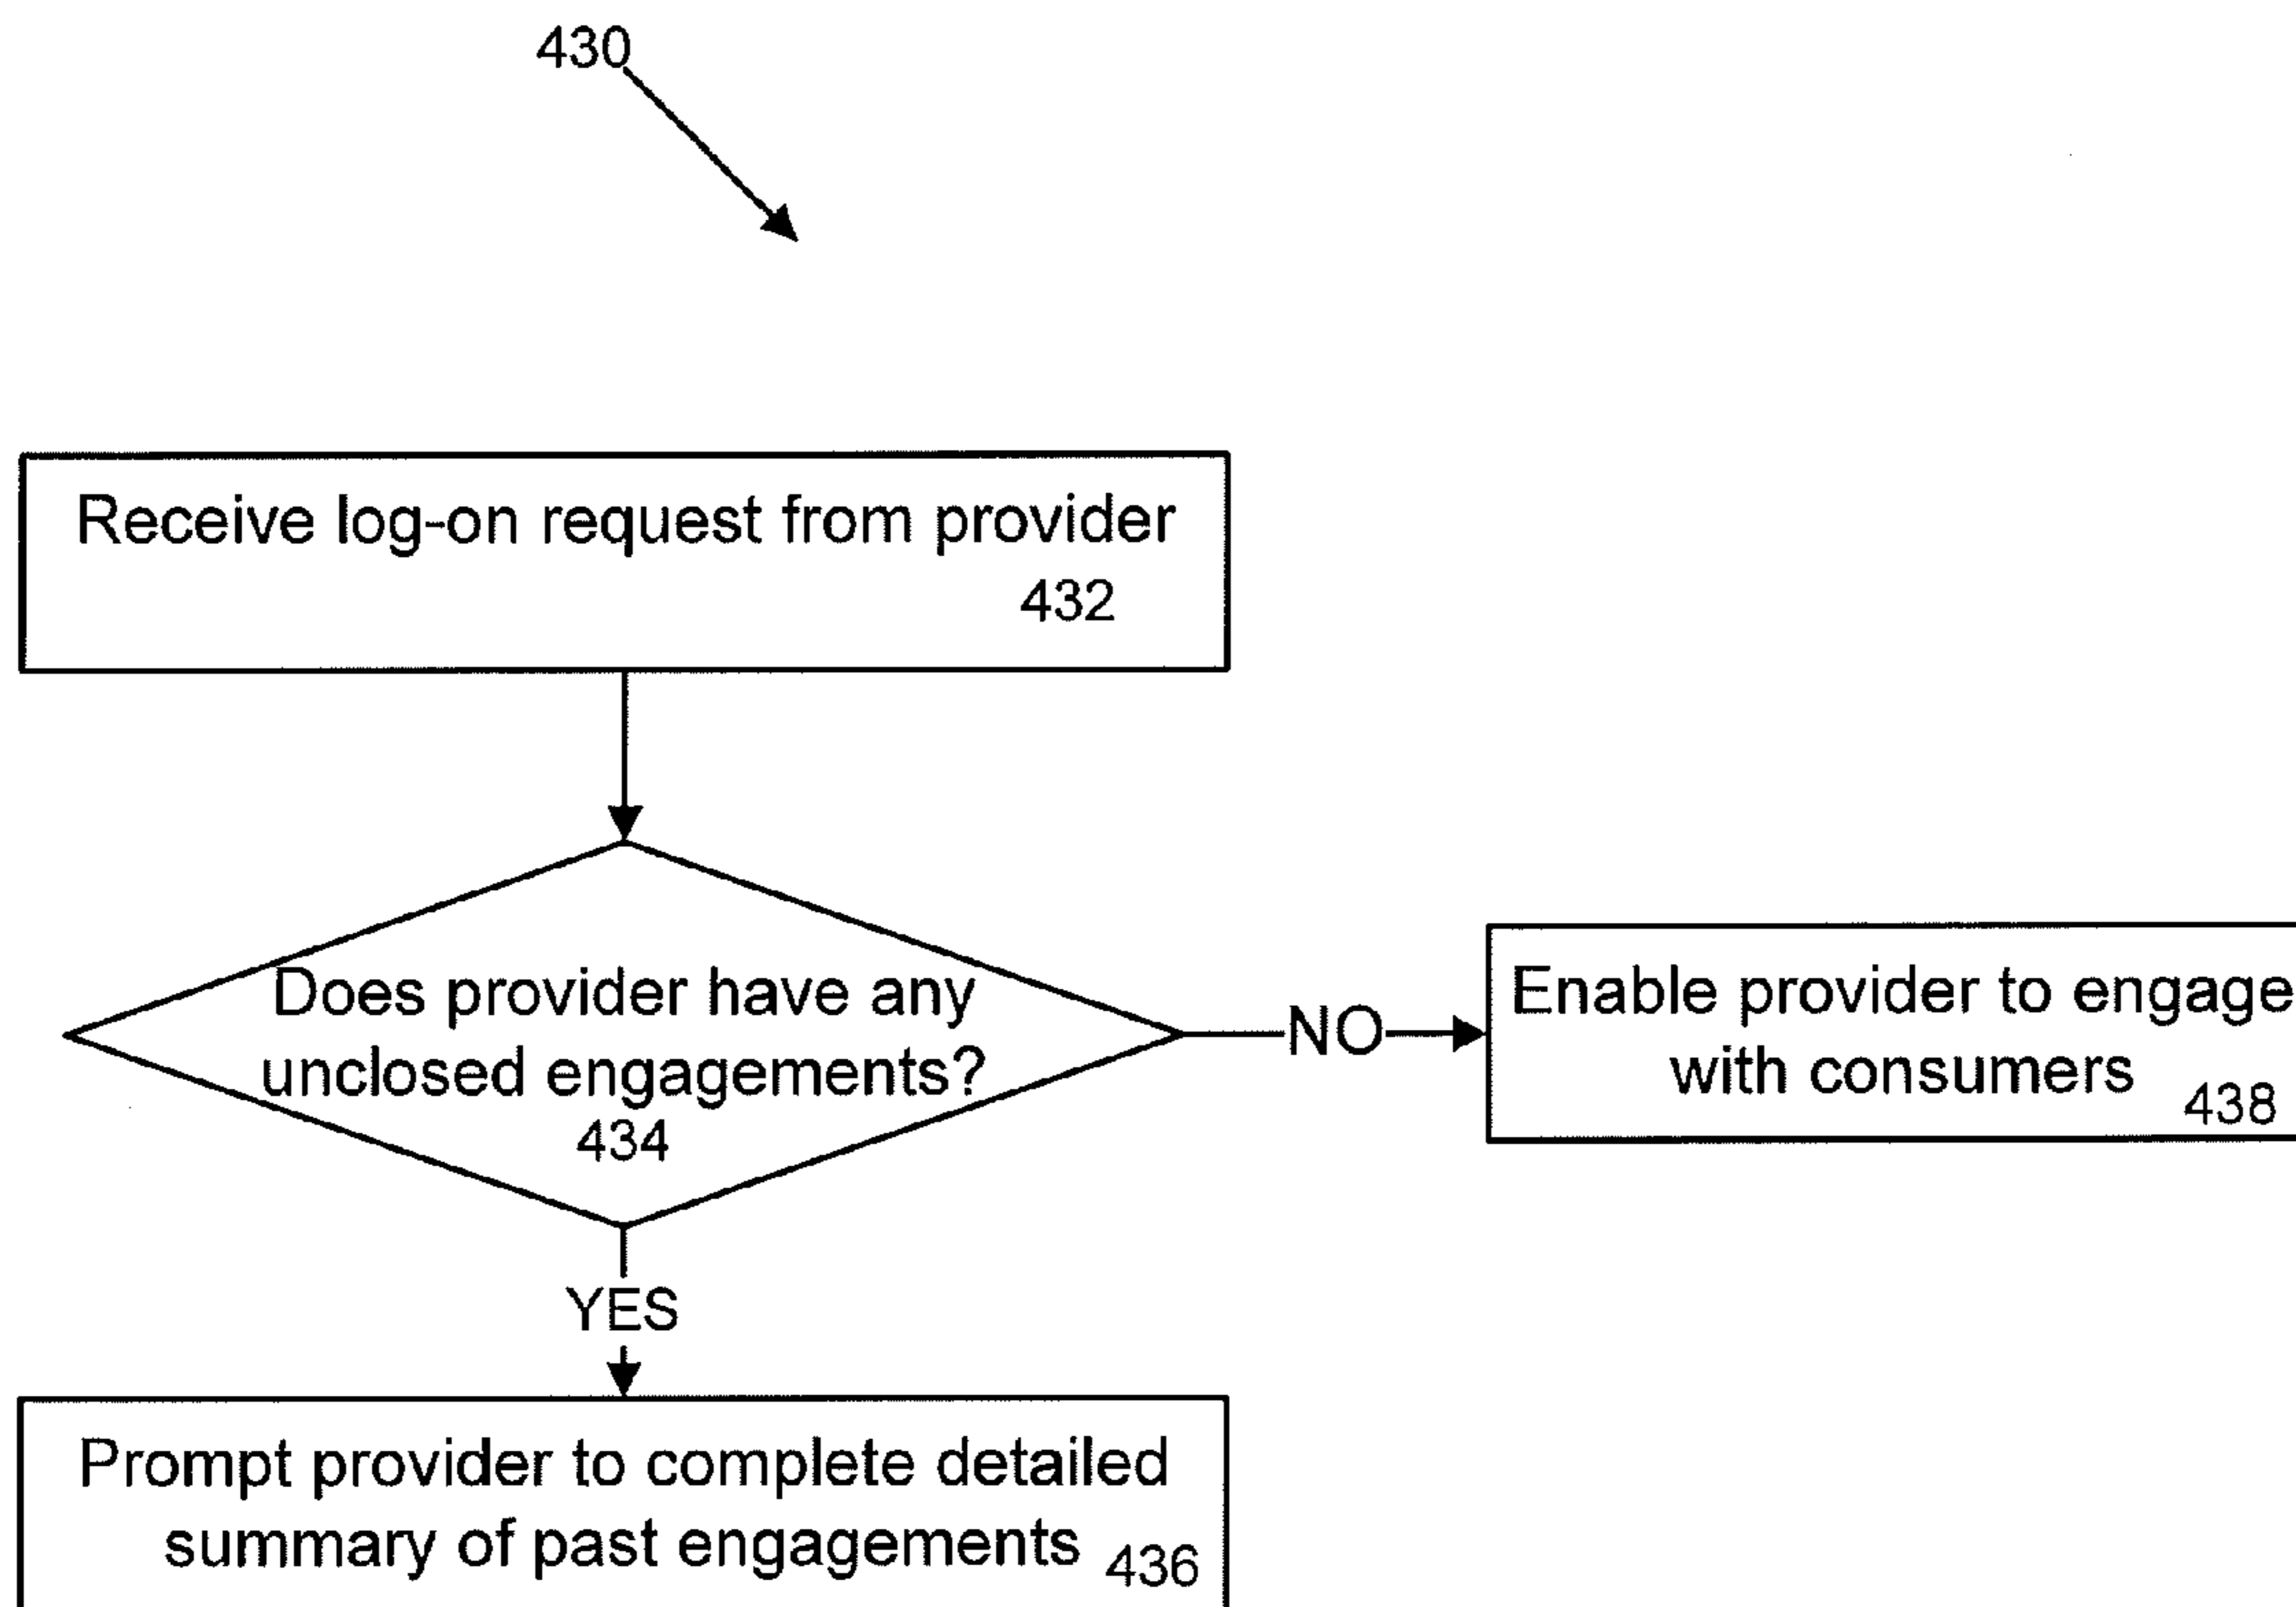 430
Receive log-on request from provider
432
Does provider have any
unclosed engagements?
434
NO
Enable provider to engage
with consumers
438
YES
Prompt provider to complete detailed
summary of past engagements
436